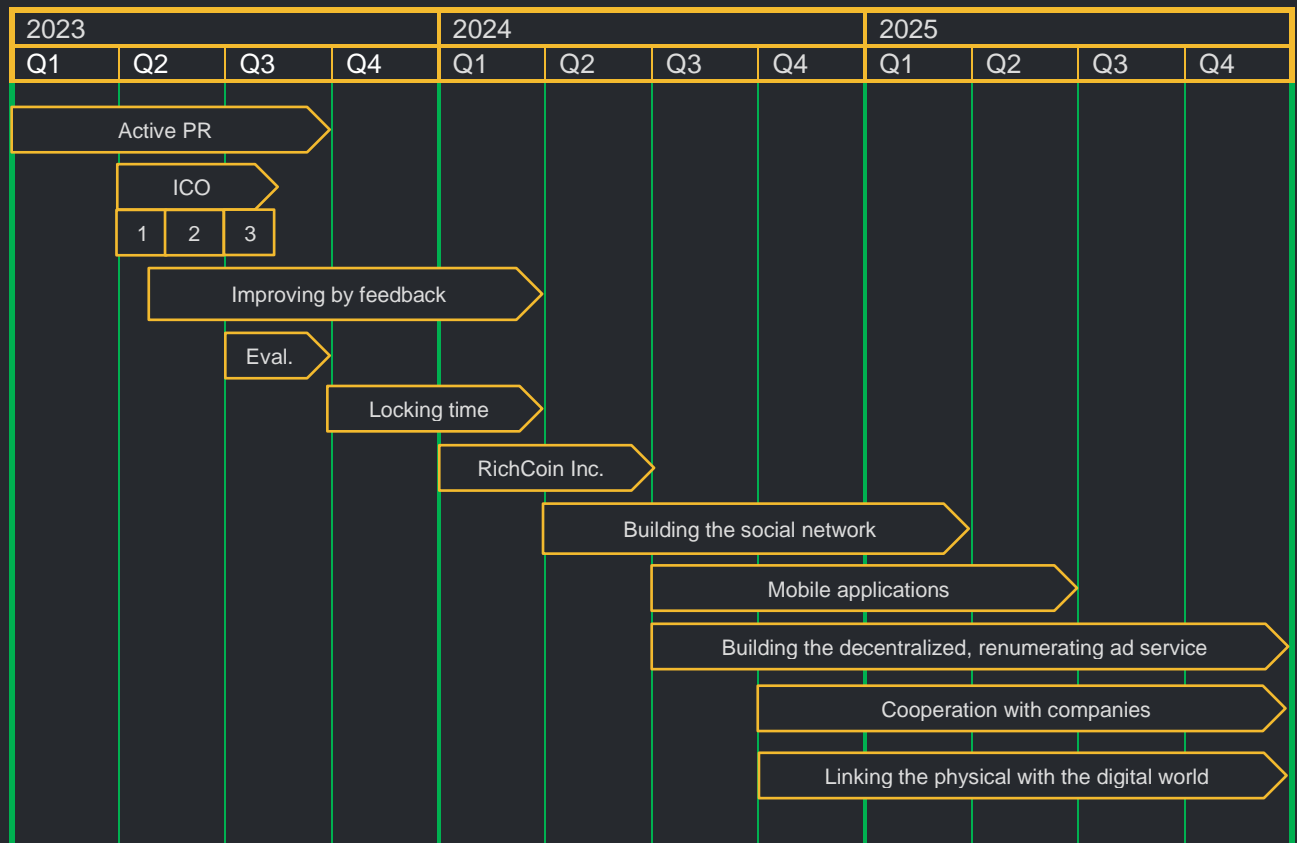 2023 2024 2025
Q1 Q2 Q3 Q4 Q1 Q2 Q3 Q4 Q1 Q2 Q3 Q4
Active PR
ICO
1 2 3
Improving by feedback
Eval.
Locking time
RichCoin Inc.
Building the social network
Mobile applications
Building the decentralized, renumerating ad service
Cooperation with companies
Linking the physical with the digital world